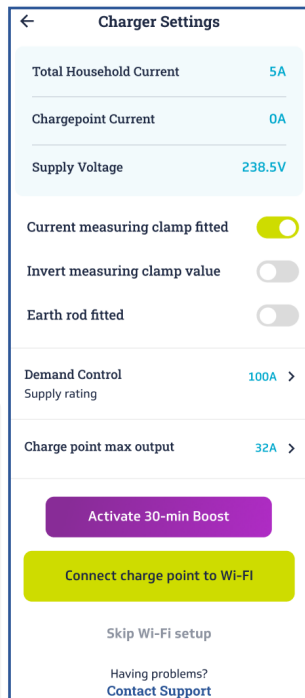 Charger Settings
Total Household Current 5A
Chargepoint Current 0A
Supply Voltage 238.5V
Current measuring clamp fitted
Invert measuring clamp value
Earth rod fitted
Demand Control 100A
Supply rating
Charge point max output 32A
Activate 30-min Boost
Connect charge point to Wi-FI
Skip Wi-Fi setup
Having problems?
Contact Support